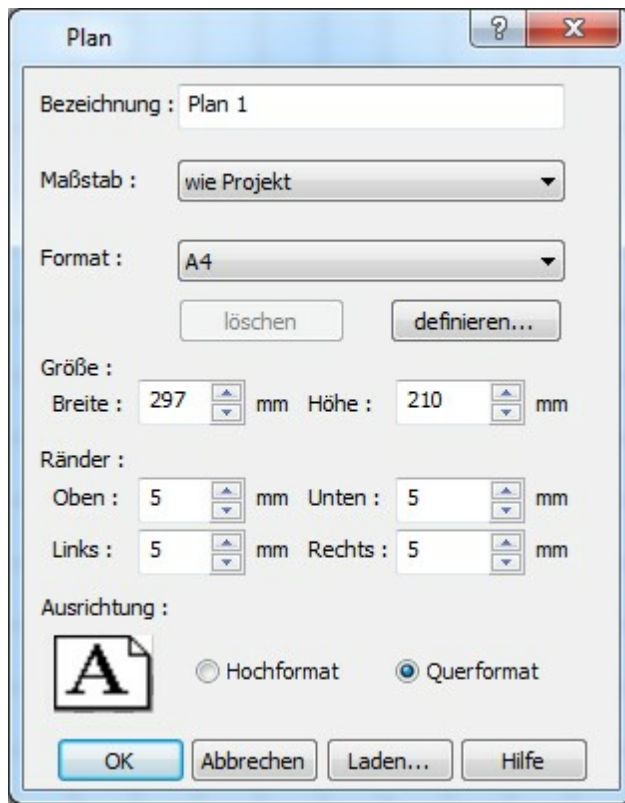 Plan
Bezeichnung : Plan 1
Maßstab : wie Projekt
Format : A4
löschen definieren...
Größe :
Breite : 297 mm Höhe : 210 mm
Ränder :
Oben : 5 mm Unten : 5 mm
Links : 5 mm Rechts : 5 mm
Ausrichtung :
A Hochformat Querformat
OK Abbrechen Laden... Hilfe